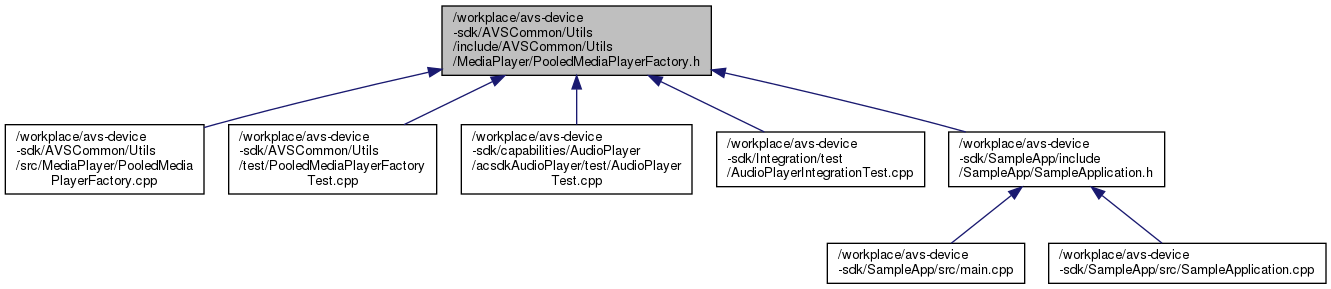 /workplace/avs-device
-sdk/AVSCommon/Utils
/include/AVSCommon/Utils
/MediaPlayer/PooledMediaPlayerFactory.h
/workplace/avs-device
-sdk/AVSCommon/Utils
/src/MediaPlayer/PooledMedia
PlayerFactory.cpp
/workplace/avs-device
-sdk/AVSCommon/Utils
/test/PooledMediaPlayerFactory
Test.cpp
/workplace/avs-device
-sdk/capabilities/AudioPlayer
/acsdkAudioPlayer/test/AudioPlayer
Test.cpp
/workplace/avs-device
-sdk/Integration/test
/AudioPlayerIntegrationTest.cpp
/workplace/avs-device
-sdk/SampleApp/include
/SampleApp/SampleApplication.h
/workplace/avs-device
-sdk/SampleApp/src/main.cpp
/workplace/avs-device
-sdk/SampleApp/src/SampleApplication.cpp